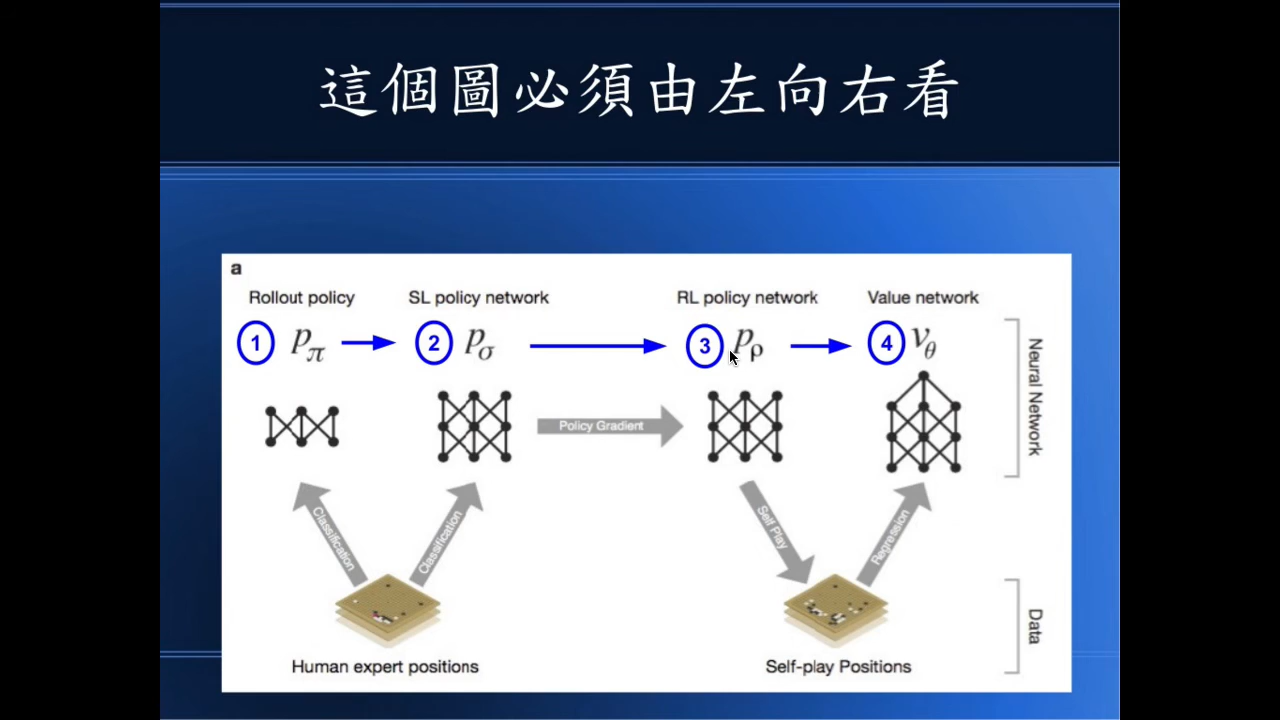 這個圖必須由左向右看
a
Rollout policy SL policy network RL policy network Value network
1 pπ 2 pσ 3 pρ 4 vθ
Neural Network
Policy Gradient
Classification Classification Self Play Regression
Data
Human expert positions Self-play Positions